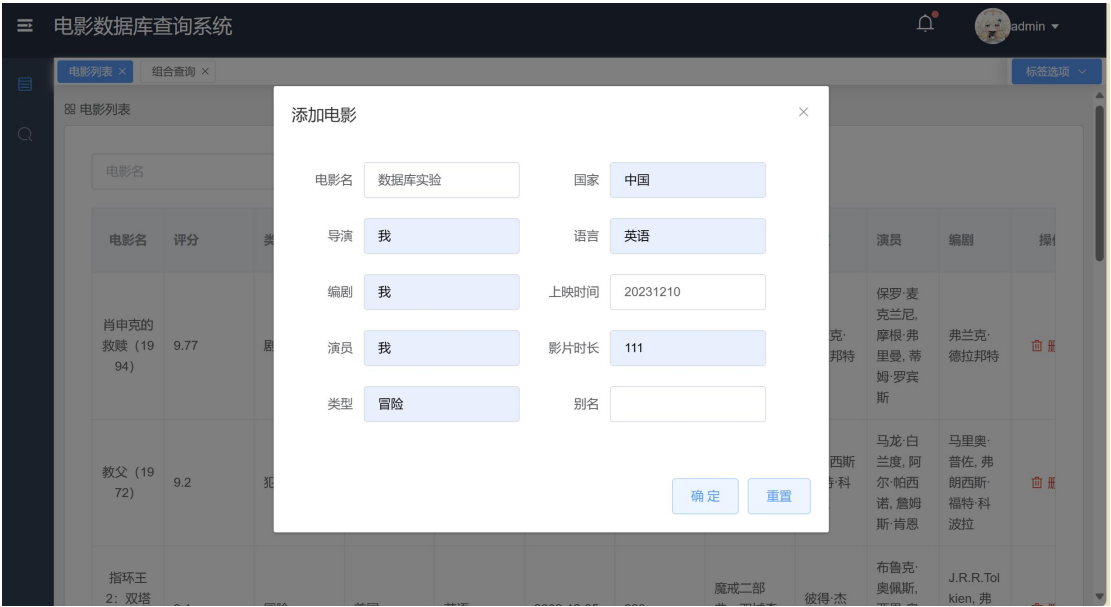 电影数据库查询系统
admin
电影列表 ×
组合查询 ×
标签选项
电影列表
添加电影
电影名
电影名 数据库实验
国家 中国
导演 我
语言 英语
编剧 我
上映时间 20231210
演员 我
影片时长 111
类型 冒险
别名
确 定
重置
电影名
评分
演员
编剧
肖申克的
救赎（19
94）
9.77
保罗·麦
克兰尼,
摩根·弗
里曼, 蒂
姆·罗宾
斯
弗兰克·
德拉邦特
教父（19
72）
9.2
马龙·白
兰度, 阿
尔·帕西
诺, 詹姆
斯·肯恩
马里奥·
普佐, 弗
朗西斯·
福特·科
波拉
指环王
2：双塔
魔戒二部
彼得·杰
布鲁克·
奥佩斯,
J.R.R.Tol
kien, 弗